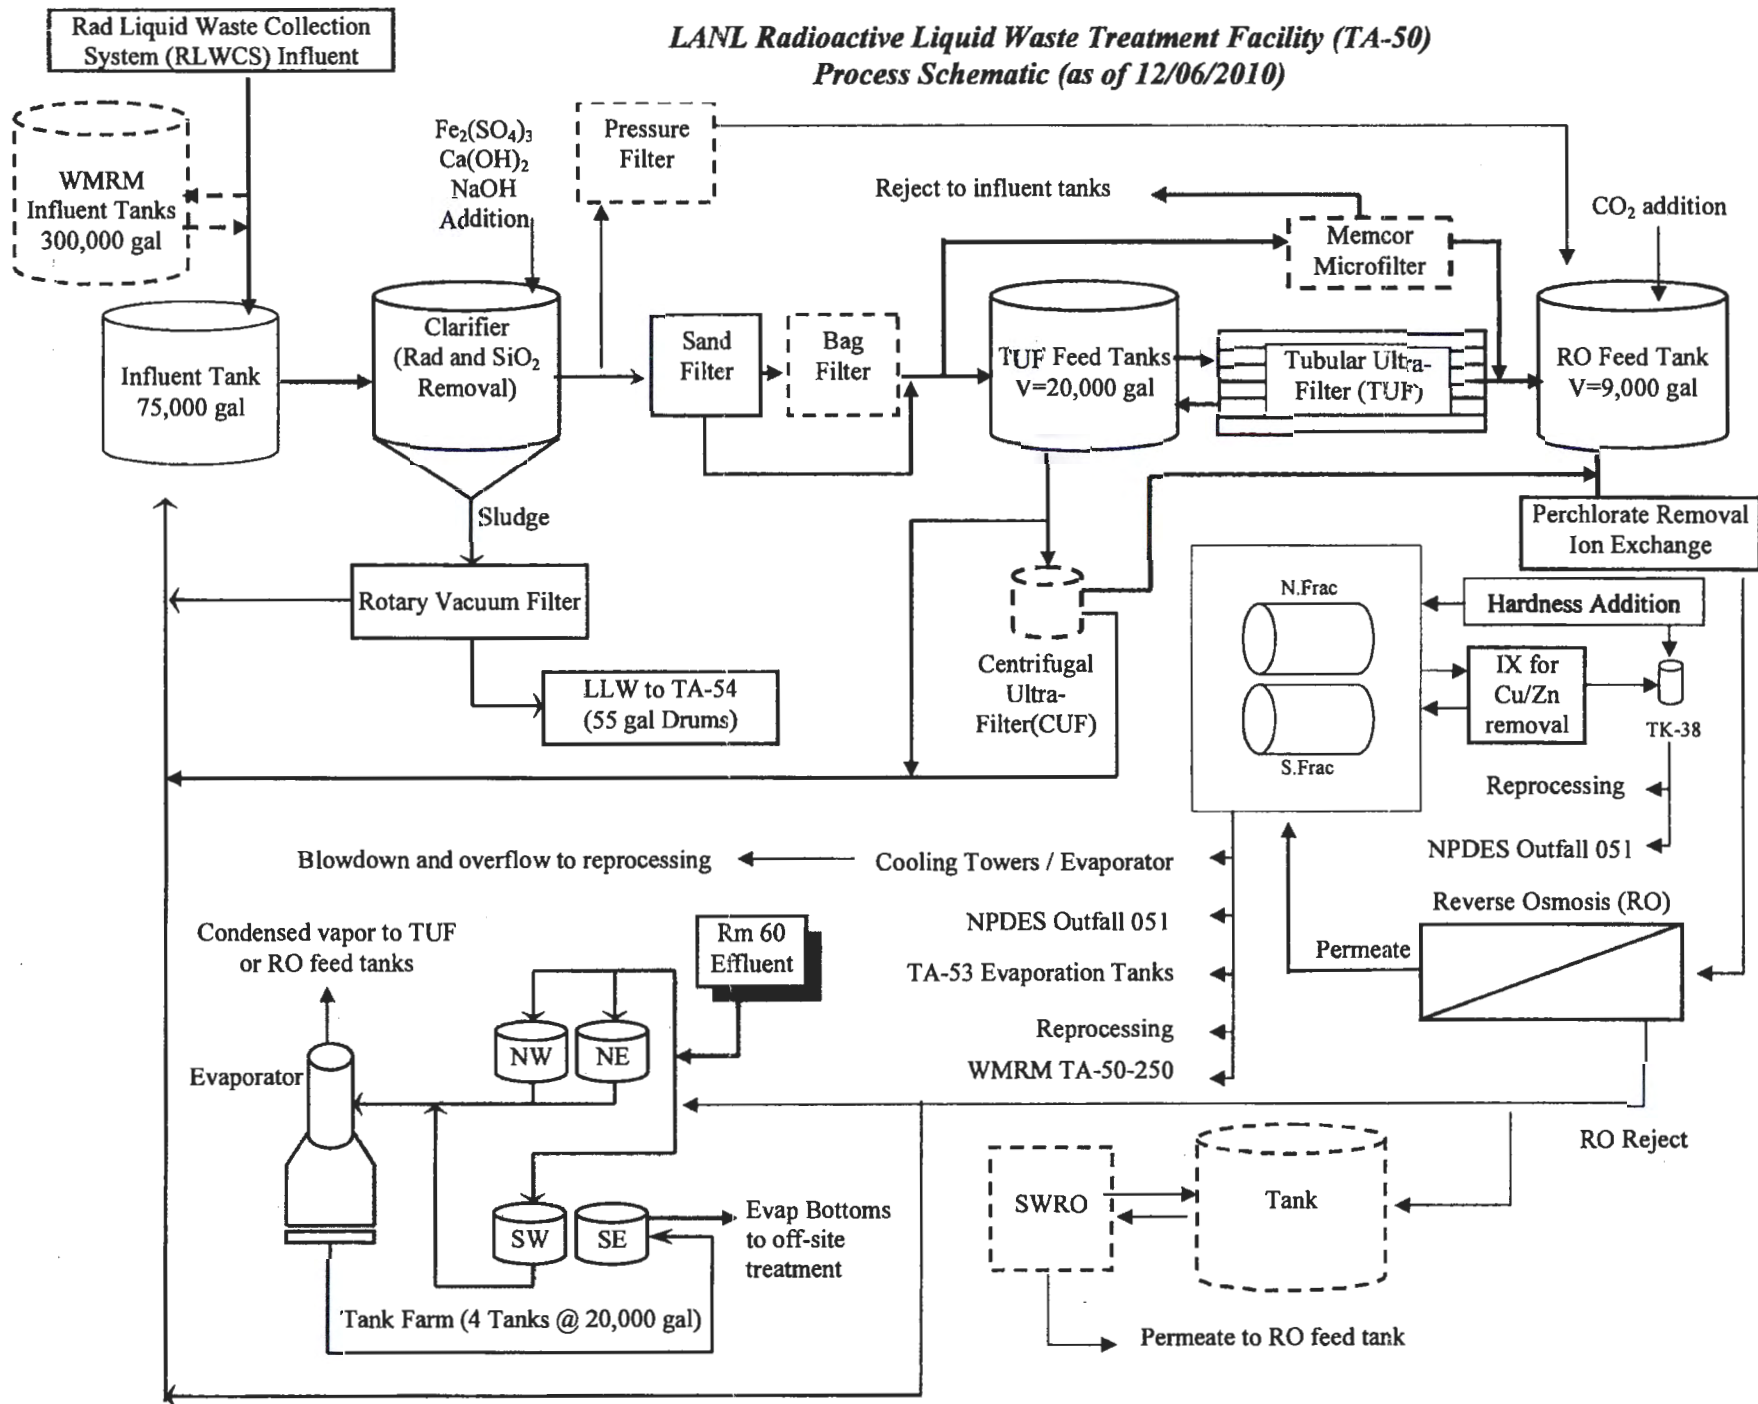 Rad Liquid Waste Collection
System (RLWCS) Influent
LANL Radioactive Liquid Waste Treatment Facility (TA-50)
Process Schematic (as of 12/06/2010)
WMRM
Influent Tanks
300,000 gal
Fe₂(SO₄)₃
Ca(OH)₂
NaOH
Addition
Pressure
Filter
Reject to influent tanks
Memcor
Microfilter
CO₂ addition
Influent Tank
75,000 gal
Clarifier
(Rad and SiO₂
Removal)
Sand
Filter
Bag
Filter
TUF Feed Tanks
V=20,000 gal
Tubular Ultra-
Filter (TUF)
RO Feed Tank
V=9,000 gal
Sludge
Rotary Vacuum Filter
LLW to TA-54
(55 gal Drums)
Centrifugal
Ultra-
Filter(CUF)
Perchlorate Removal
Ion Exchange
N.Frac
S.Frac
Hardness Addition
IX for
Cu/Zn
removal
TK-38
Reprocessing
NPDES Outfall 051
Blowdown and overflow to reprocessing
Cooling Towers / Evaporator
NPDES Outfall 051
TA-53 Evaporation Tanks
Reprocessing
WMRM TA-50-250
Reverse Osmosis (RO)
Permeate
RO Reject
Condensed vapor to TUF
or RO feed tanks
Rm 60
Effluent
Evaporator
NW
NE
SW
SE
Evap Bottoms
to off-site
treatment
Tank Farm (4 Tanks @ 20,000 gal)
SWRO
Tank
Permeate to RO feed tank